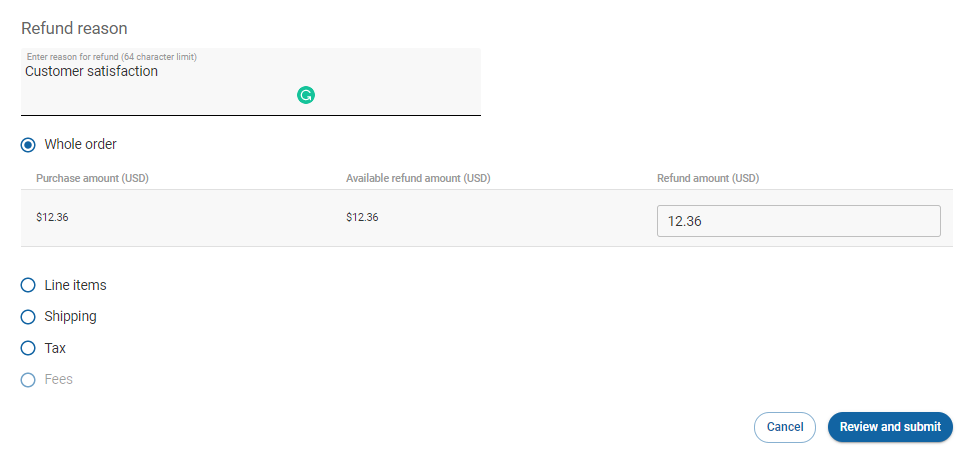 Refund reason
Enter reason for refund (64 character limit)
Customer satisfaction
Whole order
Purchase amount (USD) Available refund amount (USD) Refund amount (USD)
$12.36 $12.36 12.36
Line items
Shipping
Tax
Fees
Cancel Review and submit